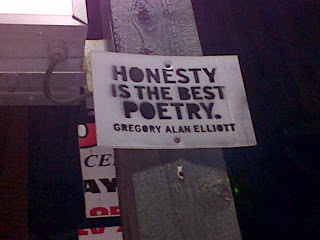 HONESTY
IS THE BEST
POETRY.
GREGORY ALAN ELLIOTT